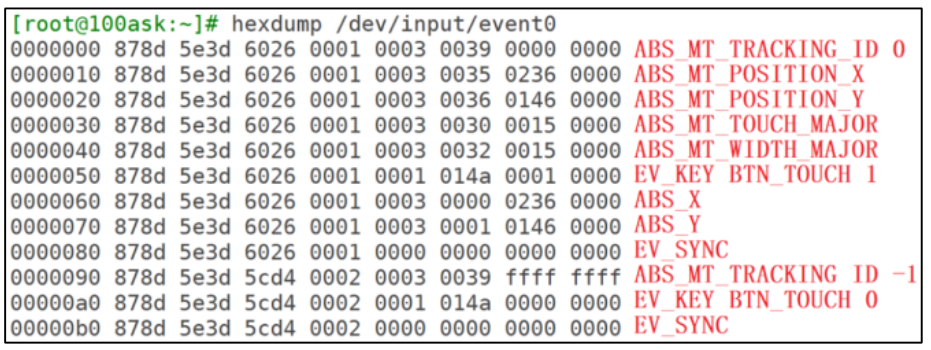 [root@100ask:~]# hexdump /dev/input/event0
0000000 878d 5e3d 6026 0001 0003 0039 0000 0000 ABS_MT_TRACKING_ID 0
0000010 878d 5e3d 6026 0001 0003 0035 0236 0000 ABS_MT_POSITION_X
0000020 878d 5e3d 6026 0001 0003 0036 0146 0000 ABS_MT_POSITION_Y
0000030 878d 5e3d 6026 0001 0003 0030 0015 0000 ABS_MT_TOUCH_MAJOR
0000040 878d 5e3d 6026 0001 0003 0032 0015 0000 ABS_MT_WIDTH_MAJOR
0000050 878d 5e3d 6026 0001 0001 014a 0001 0000 EV_KEY BTN_TOUCH 1
0000060 878d 5e3d 6026 0001 0003 0000 0236 0000 ABS_X
0000070 878d 5e3d 6026 0001 0003 0001 0146 0000 ABS_Y
0000080 878d 5e3d 6026 0001 0000 0000 0000 0000 EV_SYNC
0000090 878d 5e3d 5cd4 0002 0003 0039 ffff ffff ABS_MT_TRACKING_ID -1
00000a0 878d 5e3d 5cd4 0002 0001 014a 0000 0000 EV_KEY BTN_TOUCH 0
00000b0 878d 5e3d 5cd4 0002 0000 0000 0000 0000 EV_SYNC